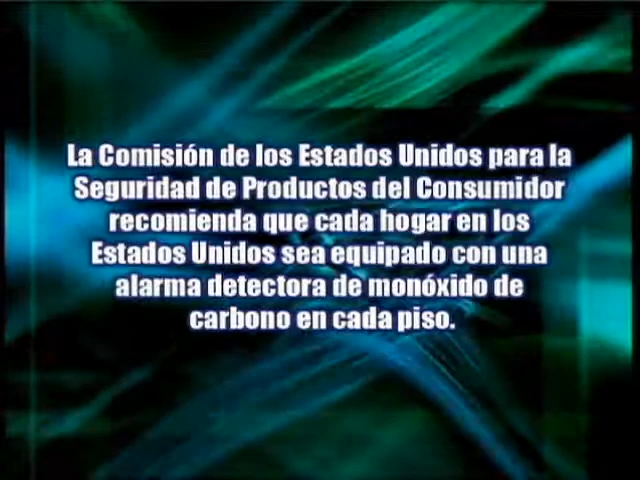 La Comisión de los Estados Unidos para la
Seguridad de Productos del Consumidor
recomienda que cada hogar en los
Estados Unidos sea equipado con una
alarma detectora de monóxido de
carbono en cada piso.